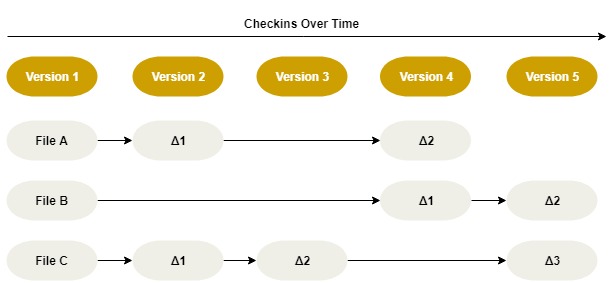 Checkins Over Time
Version 1 Version 2 Version 3 Version 4 Version 5
File A Δ1 Δ2
File B Δ1 Δ2
File C Δ1 Δ2 Δ3